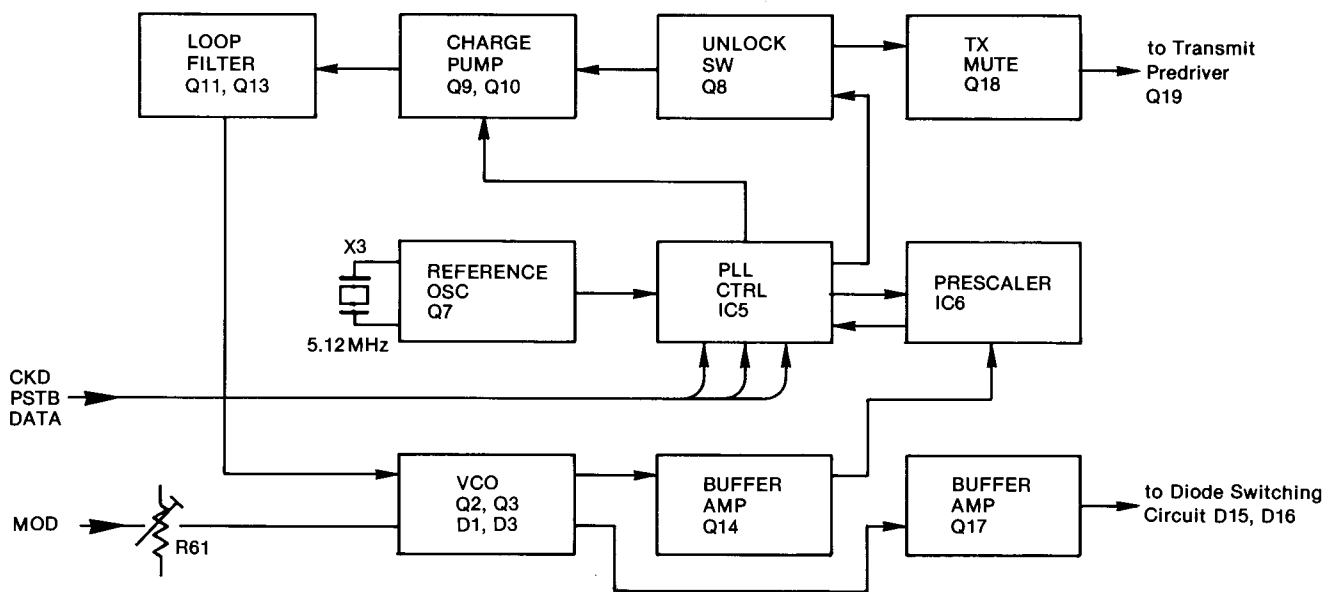 LOOP
FILTER
Q11, Q13
CHARGE
PUMP
Q9, Q10
UNLOCK
SW
Q8
TX
MUTE
Q18
to Transmit
Predriver
Q19
X3
5.12MHz
REFERENCE
OSC
Q7
PLL
CTRL
IC5
PRESCALER
IC6
CKD
PSTB
DATA
MOD
R61
VCO
Q2, Q3
D1, D3
BUFFER
AMP
Q14
BUFFER
AMP
Q17
to Diode Switching
Circuit D15, D16